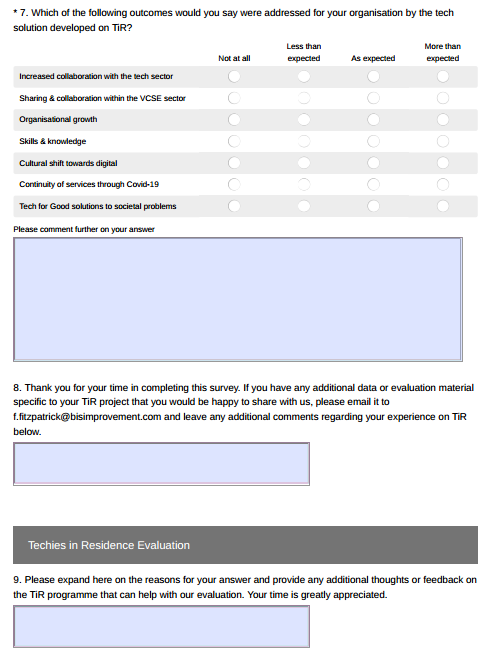 * 7. Which of the following outcomes would you say were addressed for your organisation by the tech
solution developed on TiR?
Not at all Less than expected As expected More than expected
Increased collaboration with the tech sector
Sharing & collaboration within the VCSE sector
Organisational growth
Skills & knowledge
Cultural shift towards digital
Continuity of services through Covid-19
Tech for Good solutions to societal problems
Please comment further on your answer
8. Thank you for your time in completing this survey. If you have any additional data or evaluation material
specific to your TiR project that you would be happy to share with us, please email it to
f.fitzpatrick@bisimprovement.com and leave any additional comments regarding your experience on TiR
below.
Techies in Residence Evaluation
9. Please expand here on the reasons for your answer and provide any additional thoughts or feedback on
the TiR programme that can help with our evaluation. Your time is greatly appreciated.